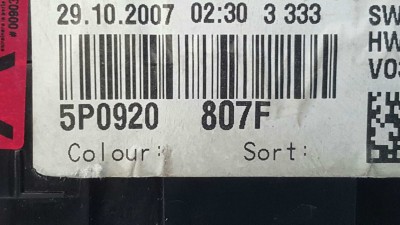 29.10.2007 02:30 3 333
SW
HW
V03
5P0920 807F
Colour: Sort: